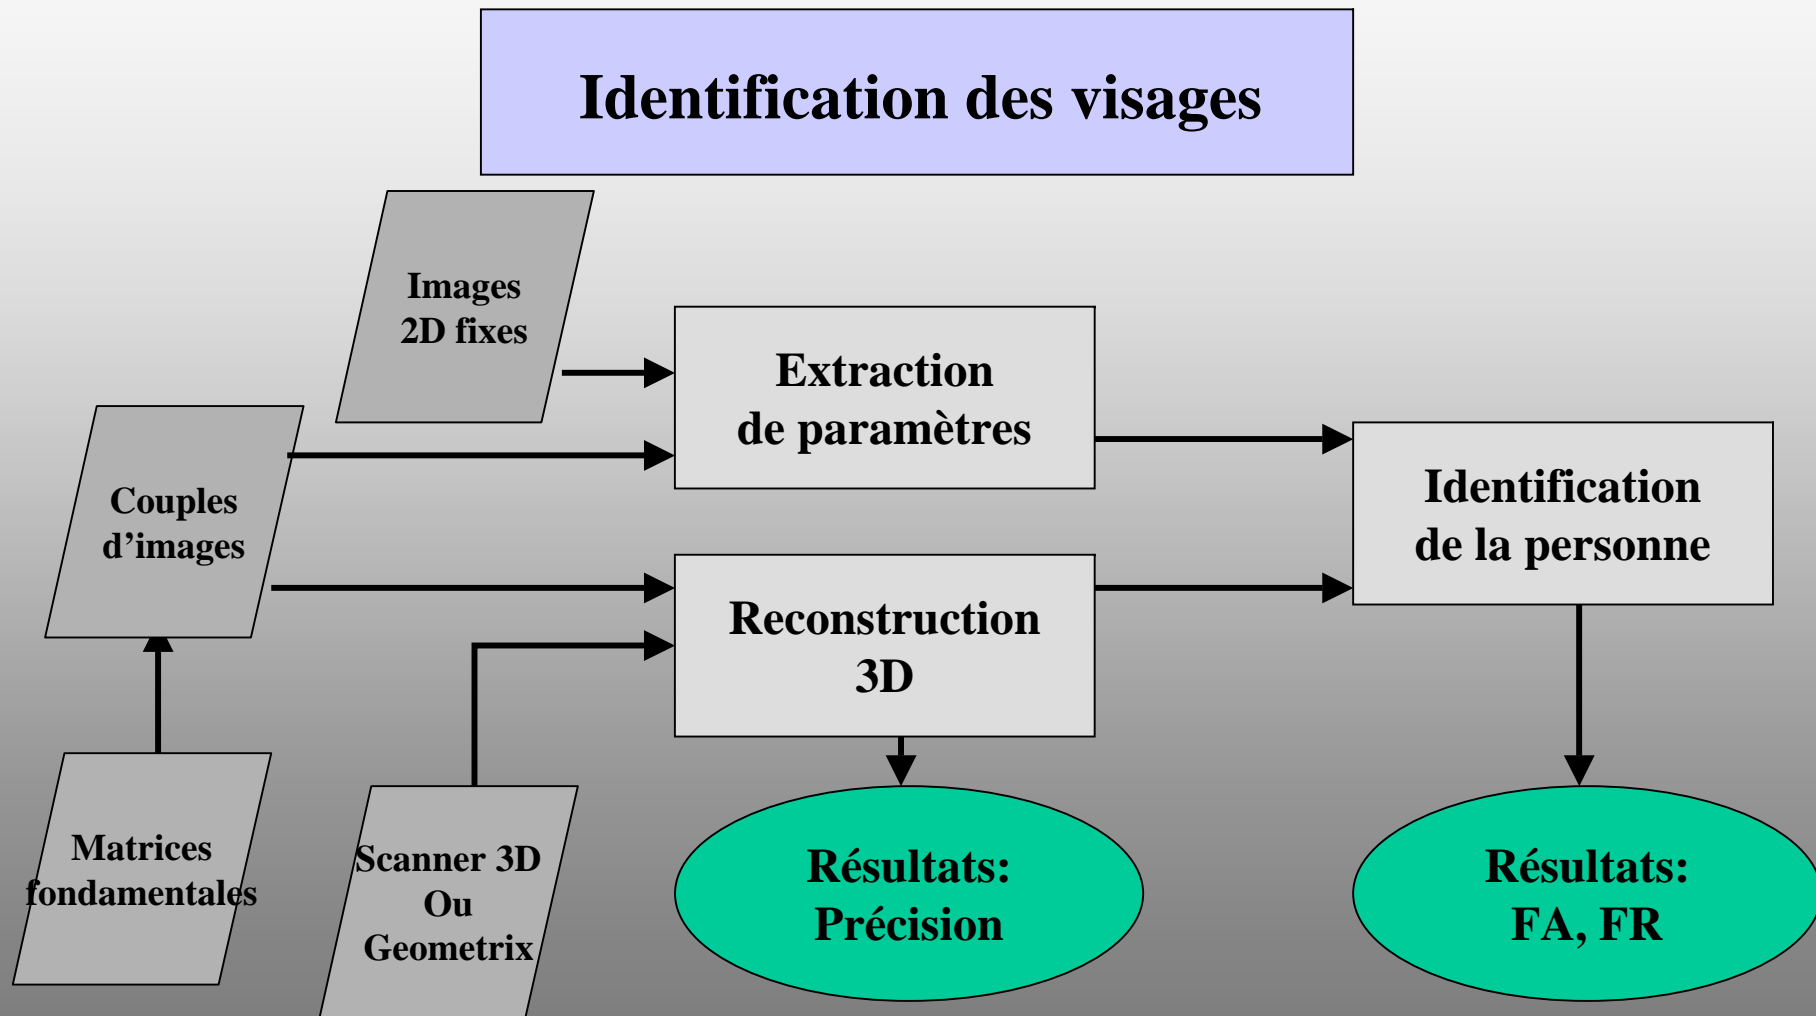 Identification des visages
Images
2D fixes
Extraction
de paramètres
Couples
d’images
Identification
de la personne
Reconstruction
3D
Matrices
fondamentales
Scanner 3D
Ou
Geometrix
Résultats:
Précision
Résultats:
FA, FR